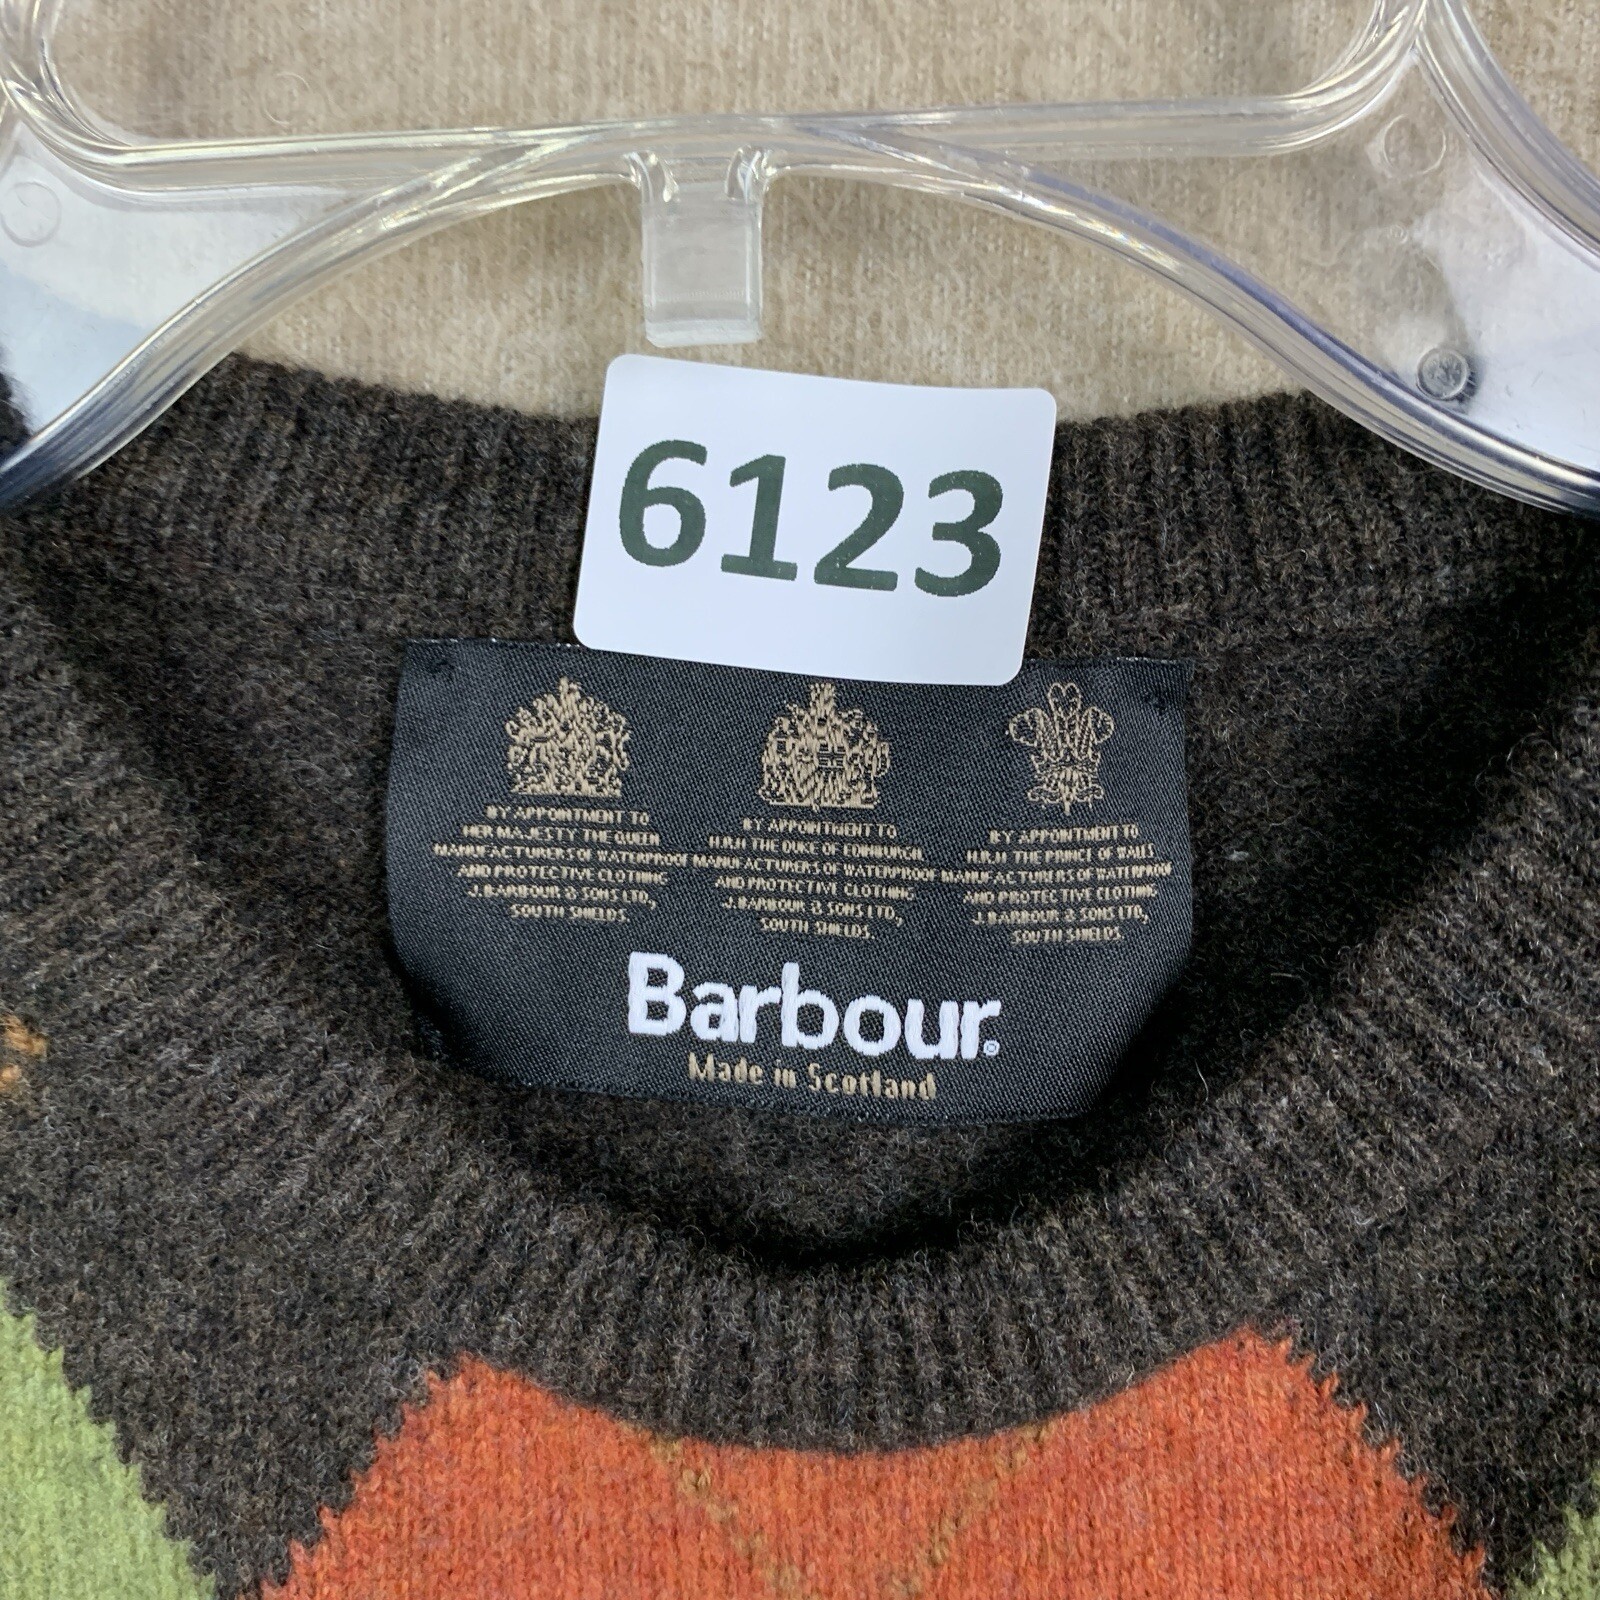 6123
BY APPOINTMENT TO
HER MAJESTY THE QUEEN
MANUFACTURERS OF WATERPROOF
AND PROTECTIVE CLOTHING
J. BARBOUR & SONS LTD,
SOUTH SHIELDS.
BY APPOINTMENT TO
H.R.H THE DUKE OF EDINBURGH
MANUFACTURERS OF WATERPROOF
AND PROTECTIVE CLOTHING
J. BARBOUR & SONS LTD,
SOUTH SHIELDS.
BY APPOINTMENT TO
H.R.H THE PRINCE OF WALES
MANUFACTURERS OF WATERPROOF
AND PROTECTIVE CLOTHING
J. BARBOUR & SONS LTD,
SOUTH SHIELDS.
Barbour®
Made in Scotland